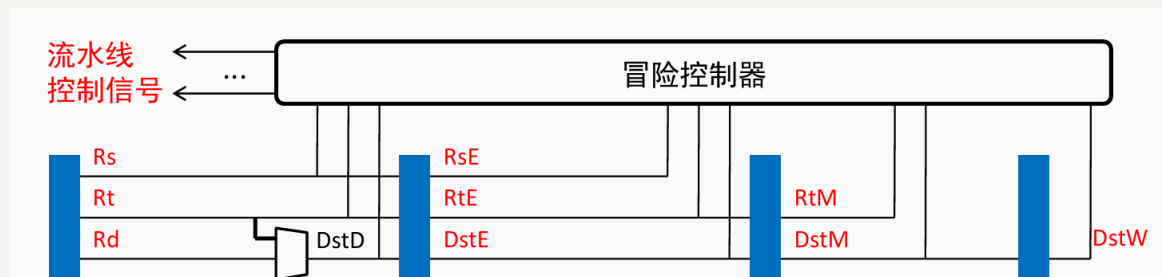 流水线
控制信号
...
冒险控制器
Rs
RsE
Rt
RtE
RtM
Rd
DstD
DstE
DstM
DstW